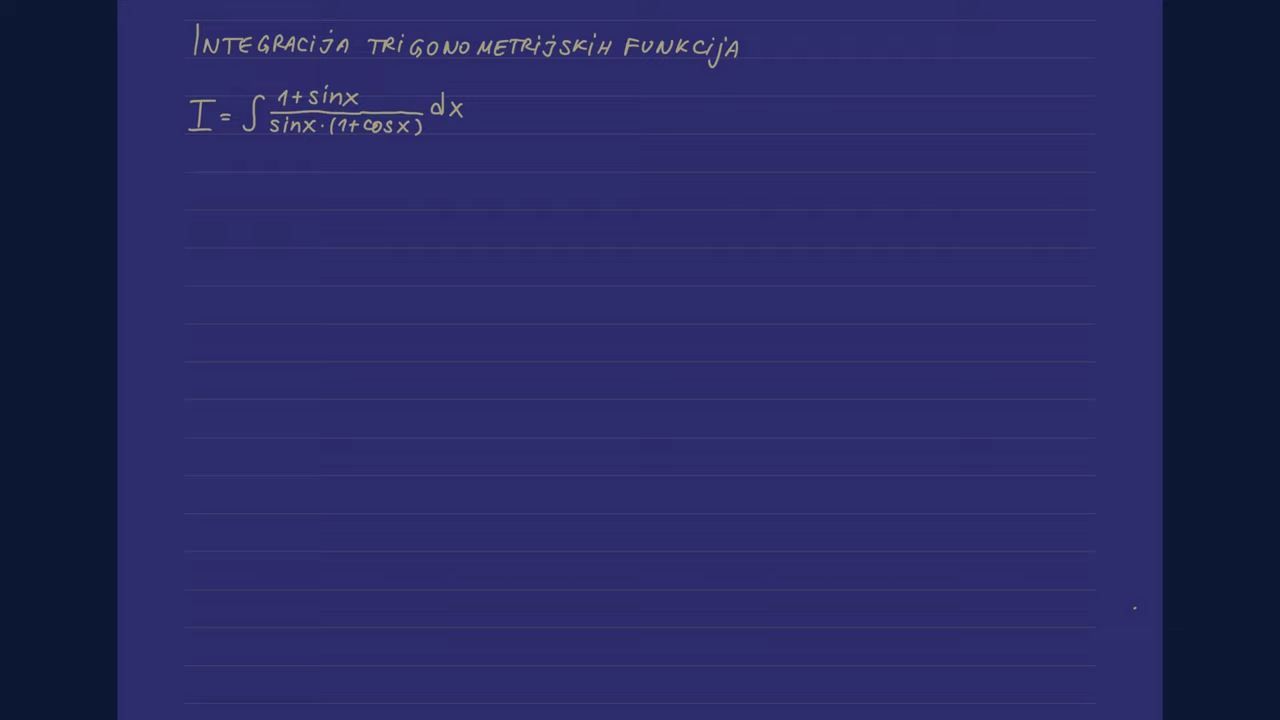 INTEGRACIJA TRIGONOMETRIJSKIH FUNKCIJA
I = ∫ (1+sinx)/(sinx·(1+cosx)) dx